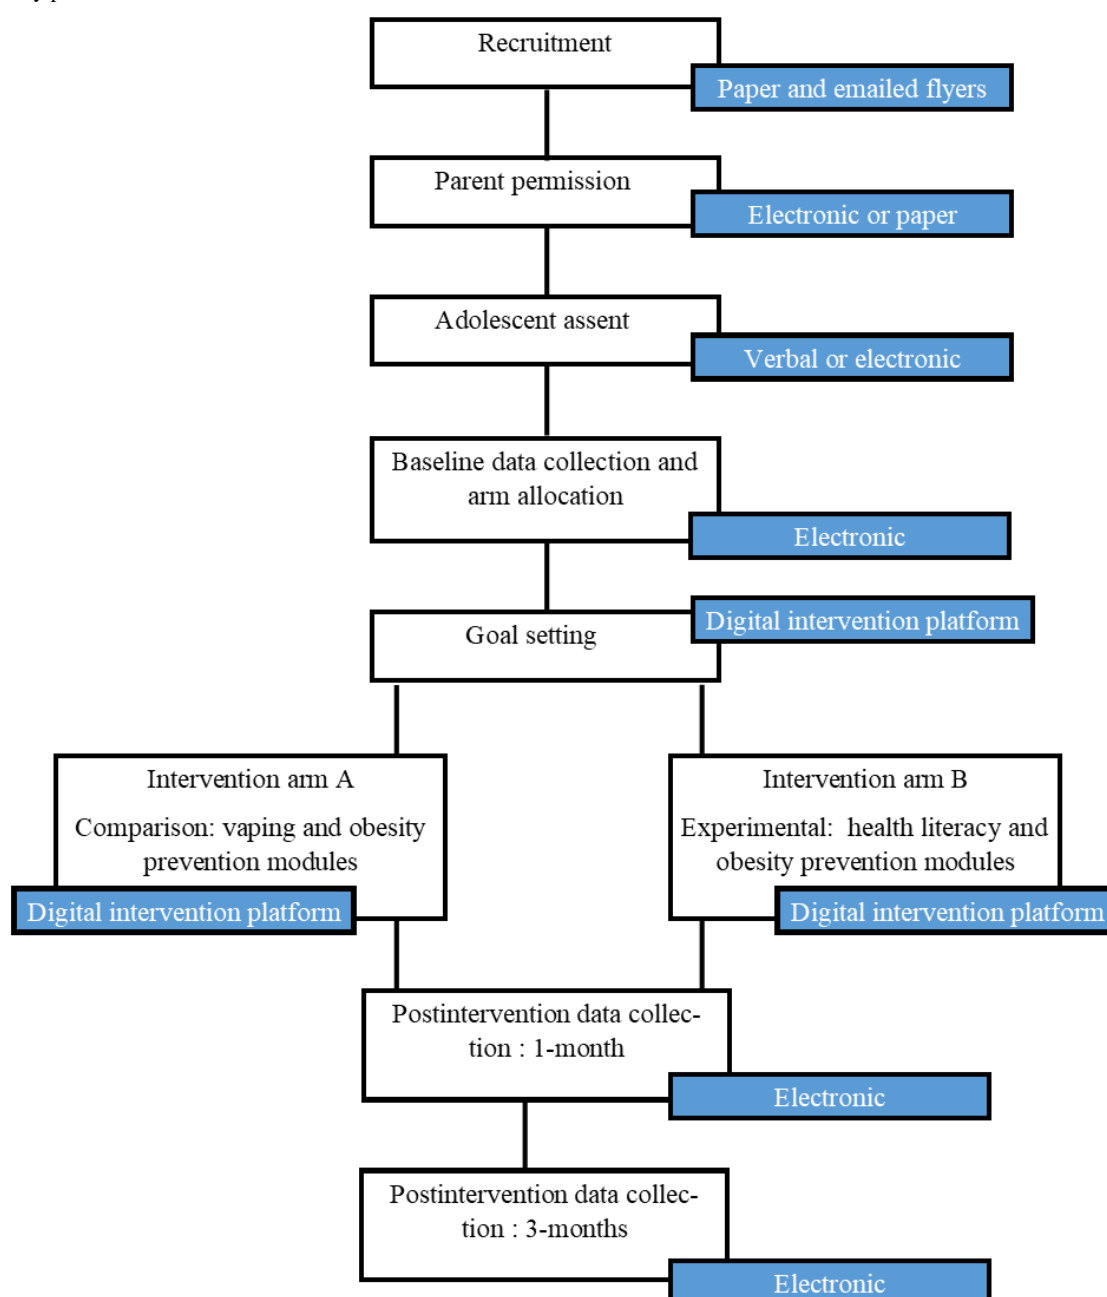 Recruitment
Paper and emailed flyers
Parent permission
Electronic or paper
Adolescent assent
Verbal or electronic
Baseline data collection and
arm allocation
Electronic
Goal setting
Digital intervention platform
Intervention arm A
Comparison: vaping and obesity
prevention modules
Digital intervention platform
Intervention arm B
Experimental: health literacy and
obesity prevention modules
Digital intervention platform
Postintervention data collec-
tion : 1-month
Electronic
Postintervention data collec-
tion : 3-months
Electronic